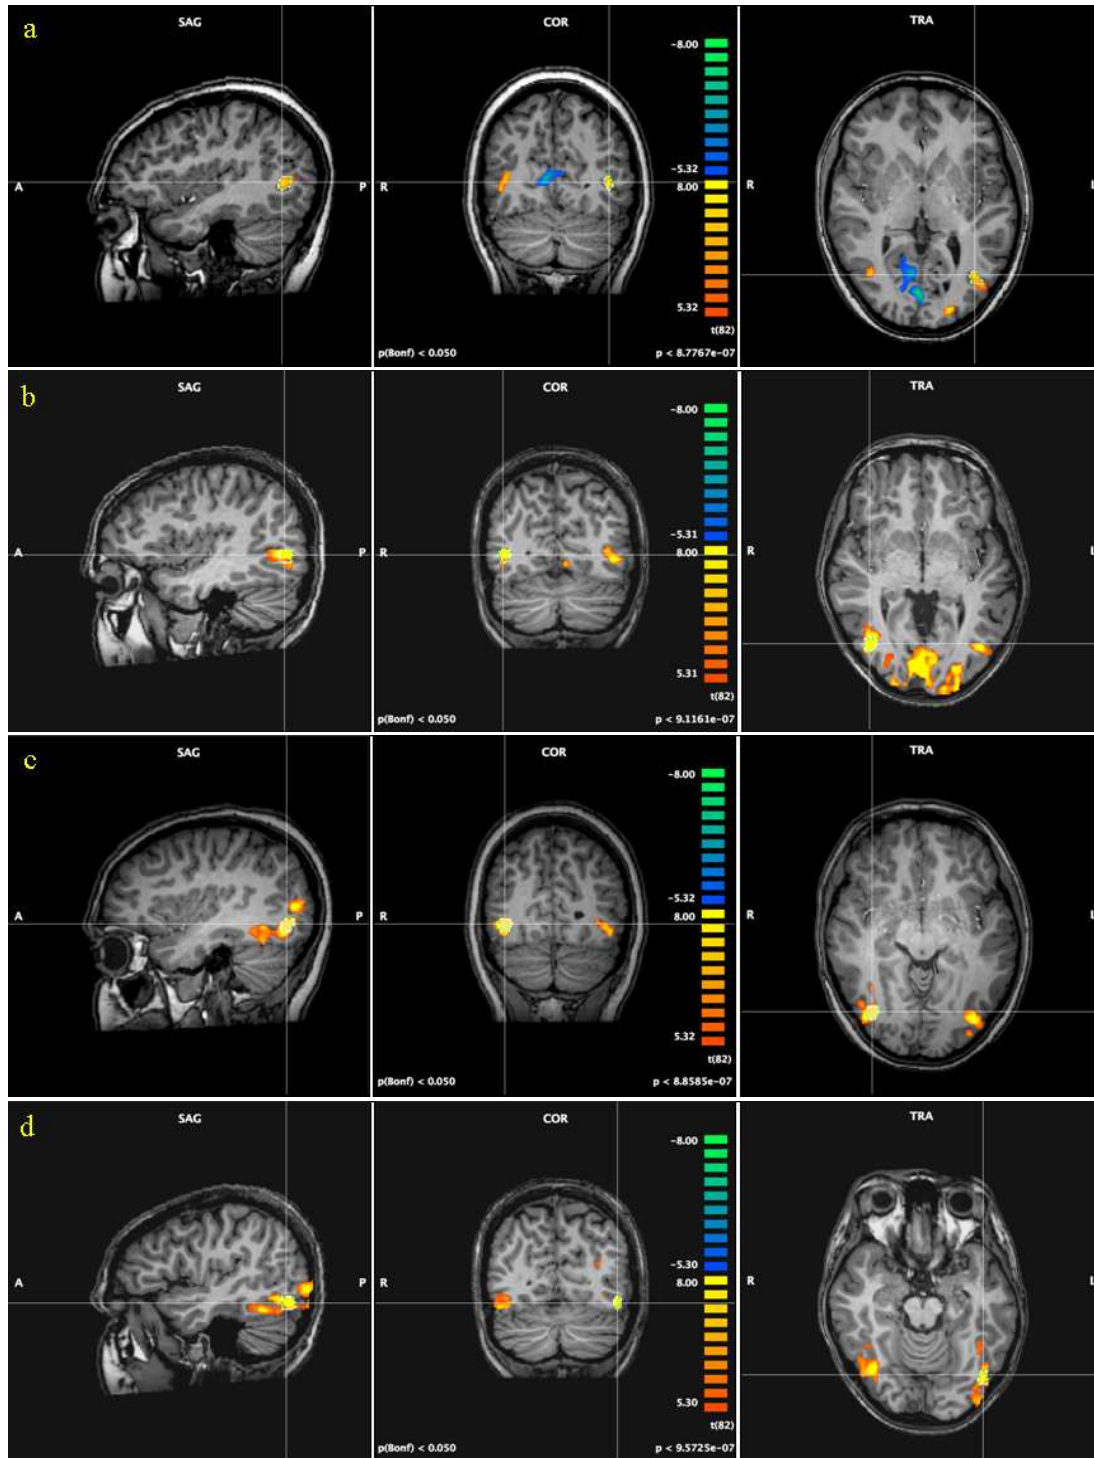 a
SAG
COR
TRA
A
P
R
-8.00
-5.32
8.00
5.32
t(82)
p(Bonf) < 0.050
p < 8.7767e-07
R
L
b
SAG
COR
TRA
A
P
R
-8.00
-5.31
8.00
5.31
t(82)
p(Bonf) < 0.050
p < 9.1161e-07
R
L
c
SAG
COR
TRA
A
P
R
-8.00
-5.32
8.00
5.32
t(82)
p(Bonf) < 0.050
p < 8.8585e-07
R
L
d
SAG
COR
TRA
A
P
R
-8.00
-5.30
8.00
5.30
t(82)
p(Bonf) < 0.050
p < 9.5725e-07
R
L